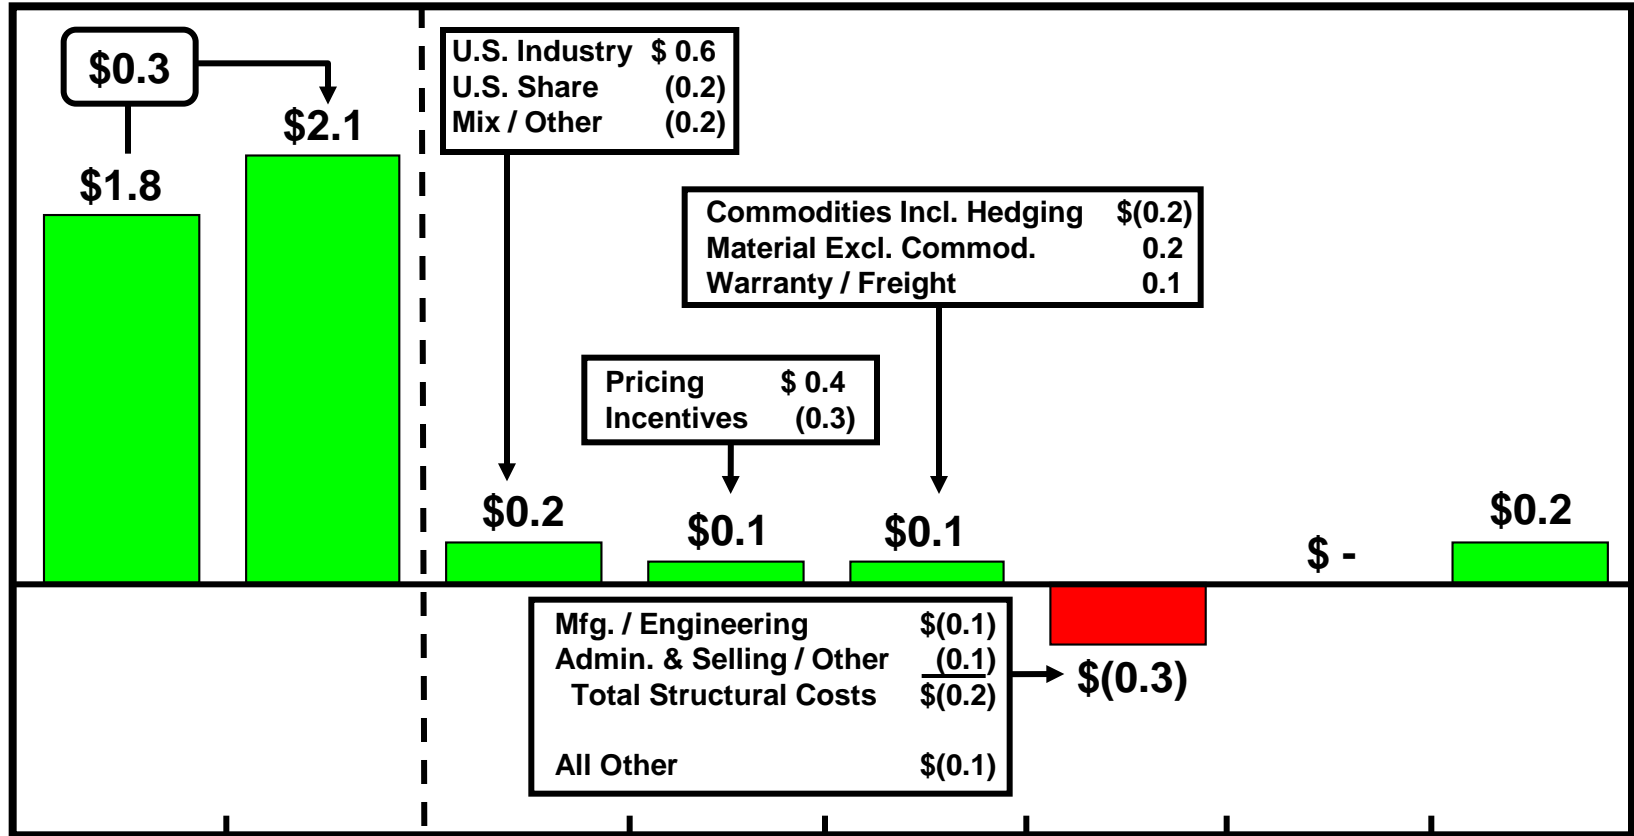 $0.3
$1.8
$2.1
U.S. Industry $ 0.6
U.S. Share (0.2)
Mix / Other (0.2)
$0.2
Pricing $ 0.4
Incentives (0.3)
$0.1
Commodities Incl. Hedging $(0.2)
Material Excl. Commod. 0.2
Warranty / Freight 0.1
$0.1
Mfg. / Engineering $(0.1)
Admin. & Selling / Other (0.1)
Total Structural Costs $(0.2)
All Other $(0.1)
$(0.3)
$ -
$0.2